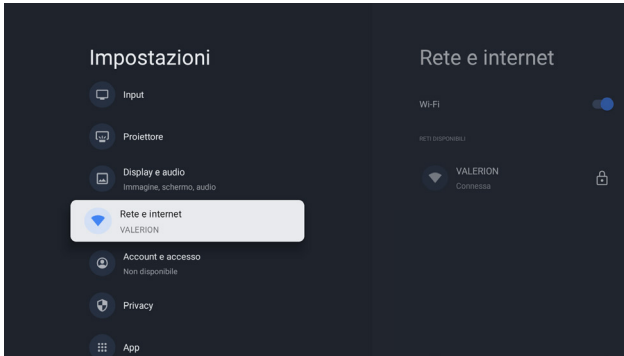 Impostazioni
Input
Proiettore
Display e audio
Immagine, schermo, audio
Rete e internet
VALERION
Account e accesso
Non disponibile
Privacy
App
Rete e internet
Wi-Fi
RETI DISPONIBILI
VALERION
Connessa